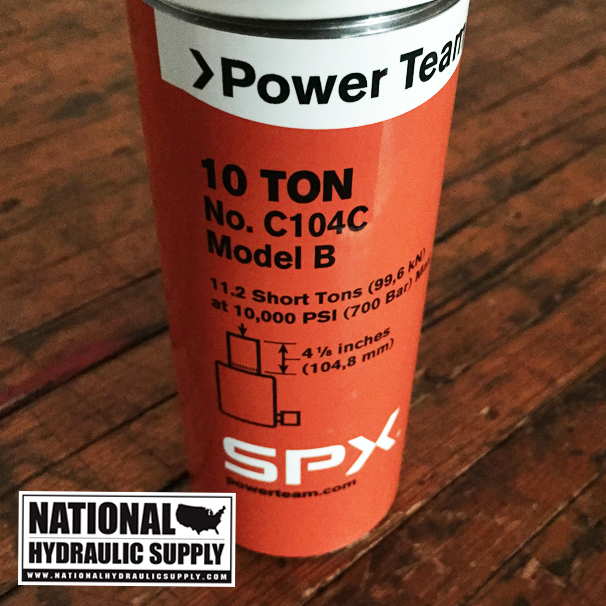 Power Team
10 TON
No. C104C
Model B
11.2 Short Tons (99,6 kN)
at 10,000 PSI (700 Bar)
4 1/8 inches
(104,8 mm)
SPX
powerteam.com
NATIONAL
HYDRAULIC SUPPLY
WWW.NATIONALHYDRAULICSUPPLY.COM